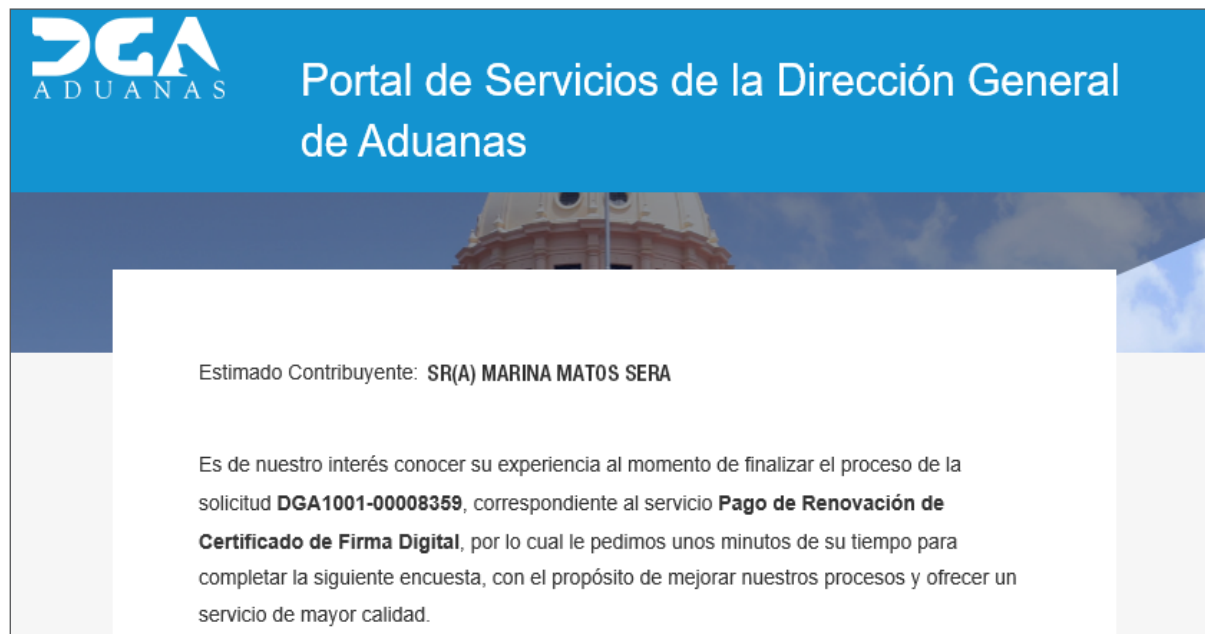 DGA
ADUANAS
Portal de Servicios de la Dirección General
de Aduanas
Estimado Contribuyente: SR(A) MARINA MATOS SERA
Es de nuestro interés conocer su experiencia al momento de finalizar el proceso de la
solicitud DGA1001-00008359, correspondiente al servicio Pago de Renovación de
Certificado de Firma Digital, por lo cual le pedimos unos minutos de su tiempo para
completar la siguiente encuesta, con el propósito de mejorar nuestros procesos y ofrecer un
servicio de mayor calidad.